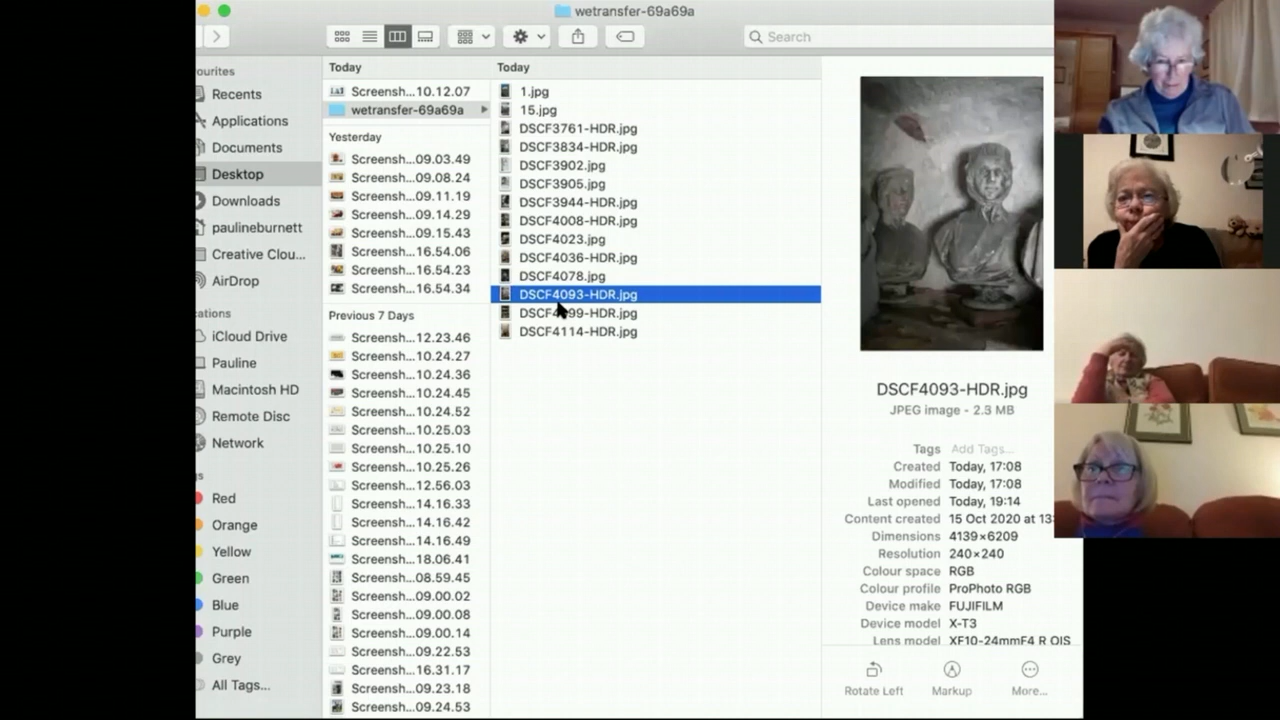 wetransfer-69a69a
Search
ourites
Recents
Applications
Documents
Desktop
Downloads
paulineburnett
Creative Clou...
AirDrop
cations
iCloud Drive
Pauline
Macintosh HD
Remote Disc
Network
gs
Red
Orange
Yellow
Green
Blue
Purple
Grey
All Tags...
Today
Screensh...10.12.07
wetransfer-69a69a
Yesterday
Screensh...09.03.49
Screensh...09.08.24
Screensh...09.11.19
Screensh...09.14.29
Screensh...09.15.43
Screensh...16.54.06
Screensh...16.54.23
Screensh...16.54.34
Previous 7 Days
Screensh...12.23.46
Screensh...10.24.27
Screensh...10.24.36
Screensh...10.24.45
Screensh...10.24.52
Screensh...10.25.03
Screensh...10.25.10
Screensh...10.25.26
Screensh...12.56.03
Screensh...14.16.33
Screensh...14.16.42
Screensh...14.16.49
Screensh...18.06.41
Screensh...08.59.45
Screensh...09.00.02
Screensh...09.00.08
Screensh...09.00.14
Screensh...09.22.53
Screensh...16.31.17
Screensh...09.23.18
Screensh...09.24.53
Today
1.jpg
15.jpg
DSCF3761-HDR.jpg
DSCF3834-HDR.jpg
DSCF3902.jpg
DSCF3905.jpg
DSCF3944-HDR.jpg
DSCF4008-HDR.jpg
DSCF4023.jpg
DSCF4036-HDR.jpg
DSCF4078.jpg
DSCF4093-HDR.jpg
DSCF4 99-HDR.jpg
DSCF4114-HDR.jpg
DSCF4093-HDR.jpg
JPEG image - 2.3 MB
Tags Add Tags...
Created Today, 17:08
Modified Today, 17:08
Last opened Today, 19:14
Content created 15 Oct 2020 at 13:
Dimensions 4139×6209
Resolution 240×240
Colour space RGB
Colour profile ProPhoto RGB
Device make FUJIFILM
Device model X-T3
Lens model XF10-24mmF4 R OIS
Rotate Left
Markup
More...